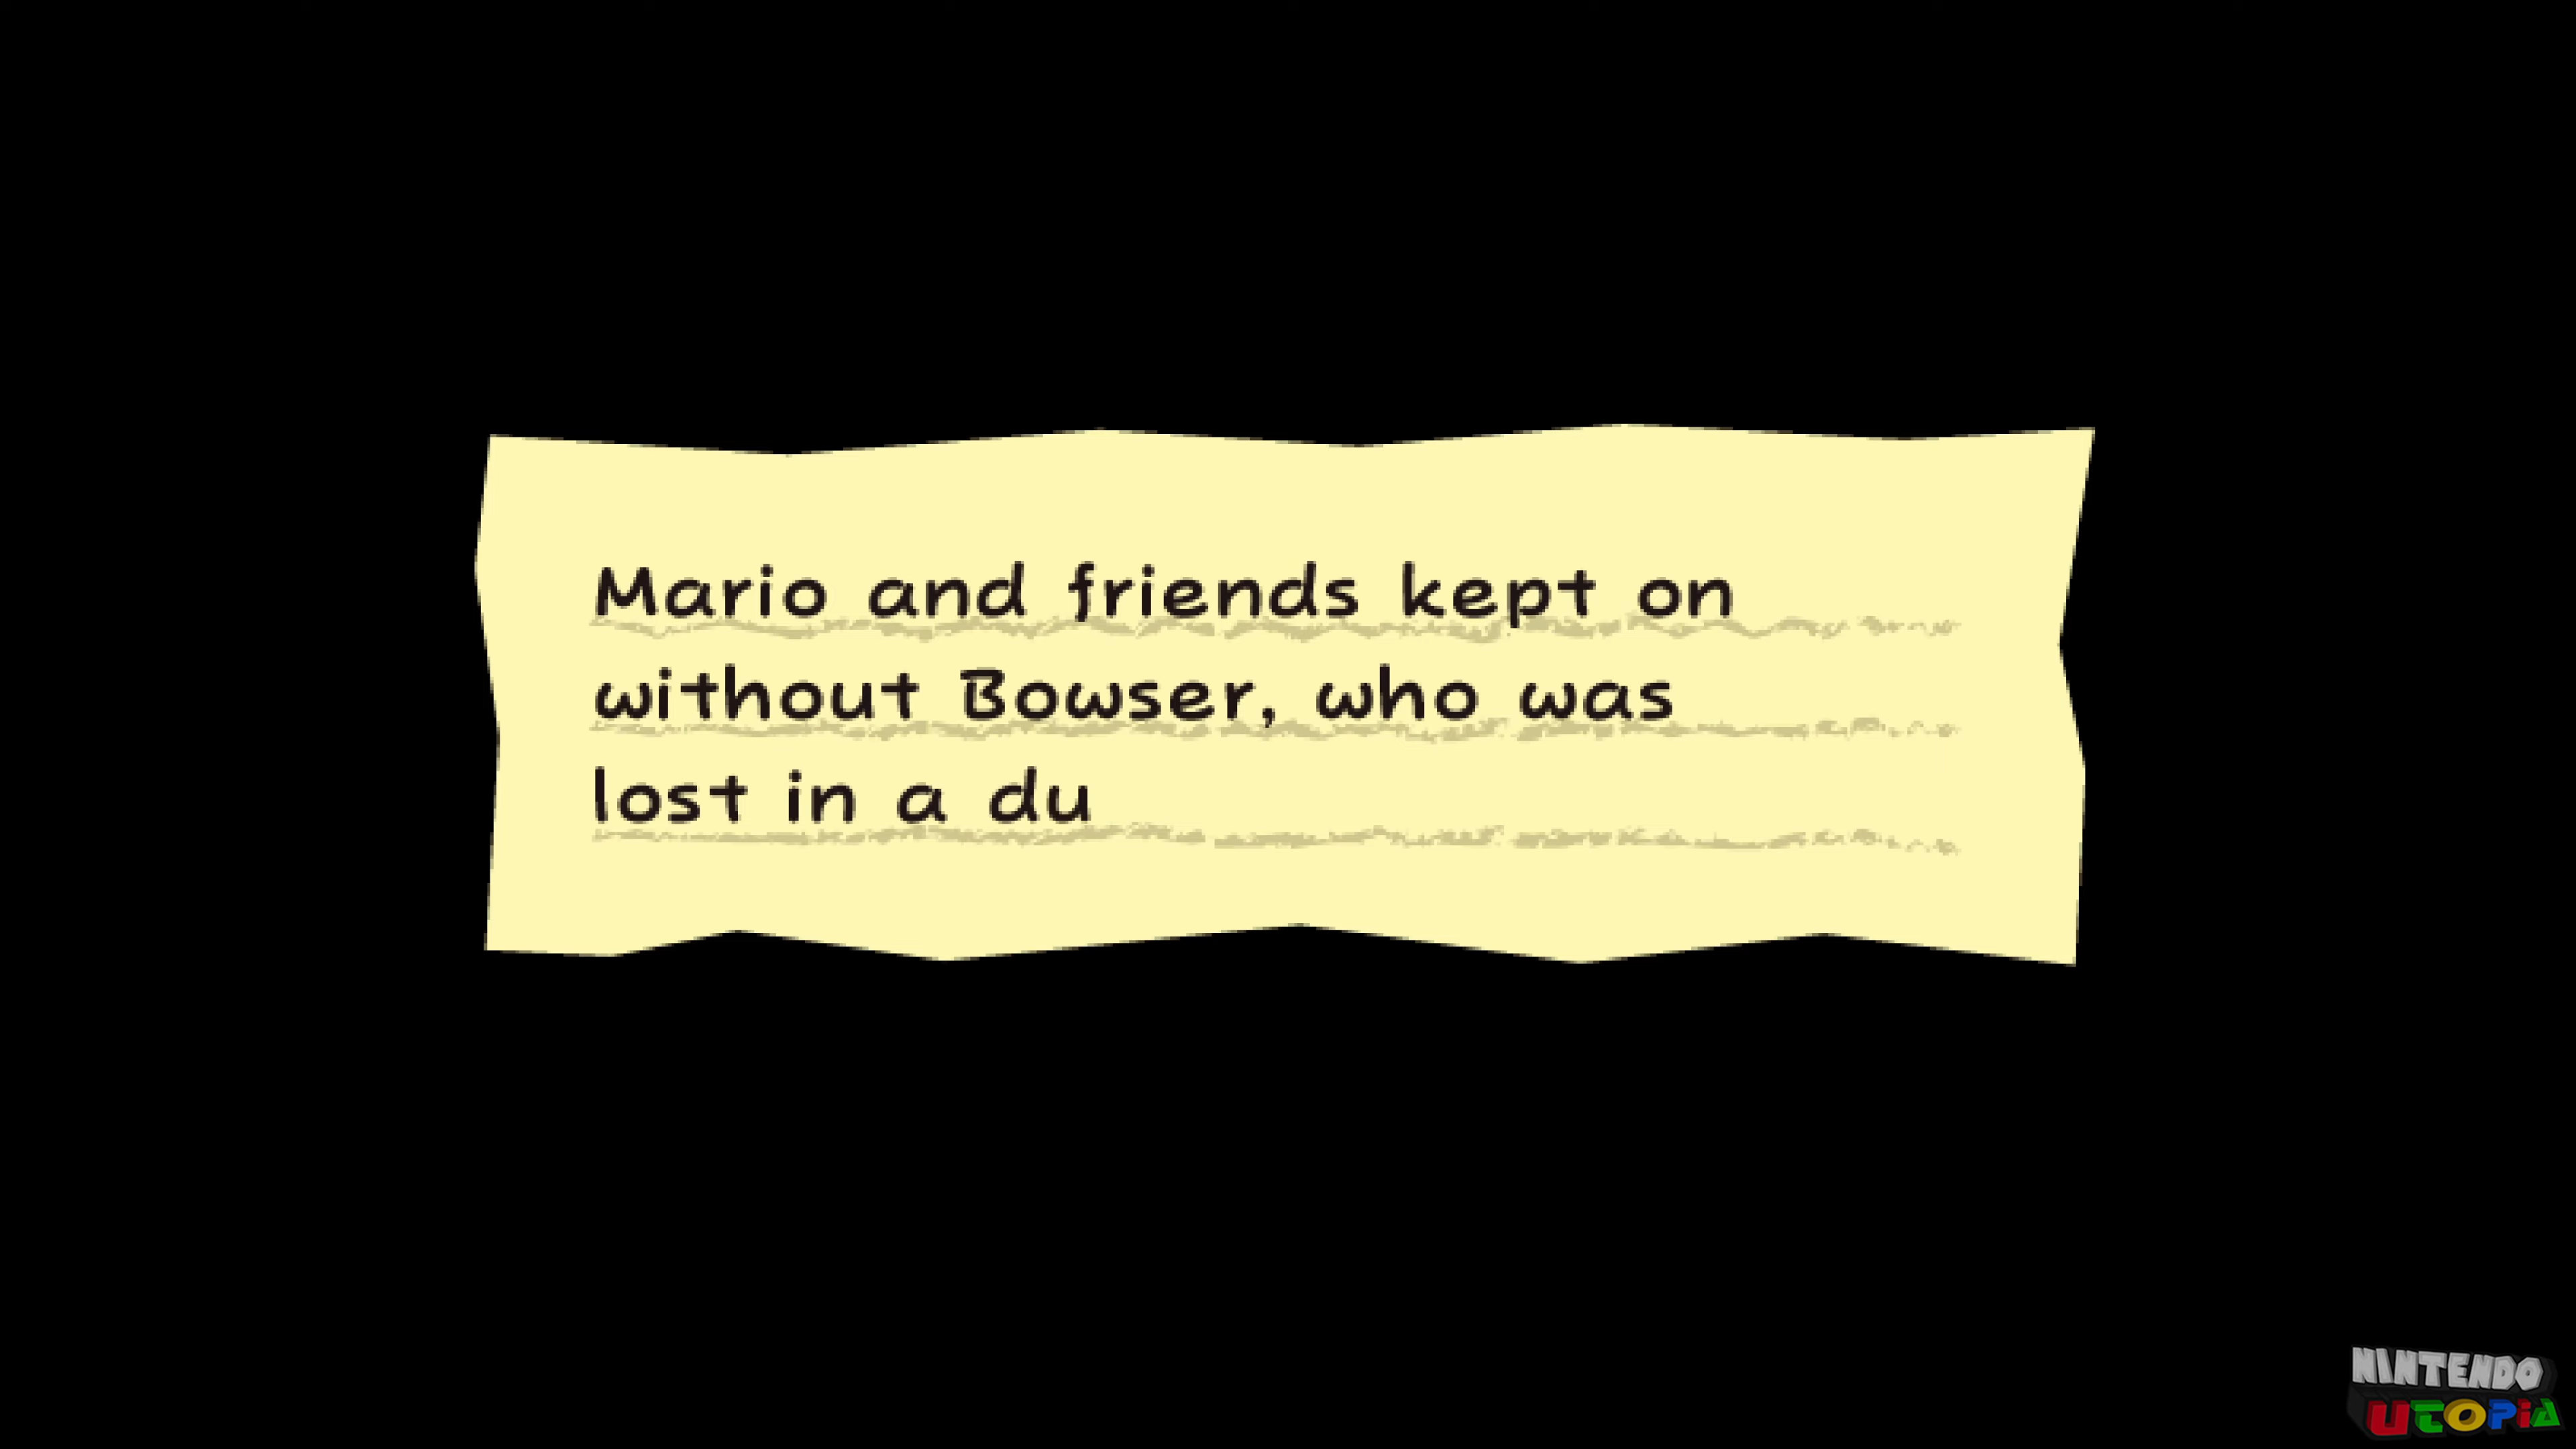 Mario and friends kept on
without Bowser, who was
lost in a du
NINTENDO
UTOPIA